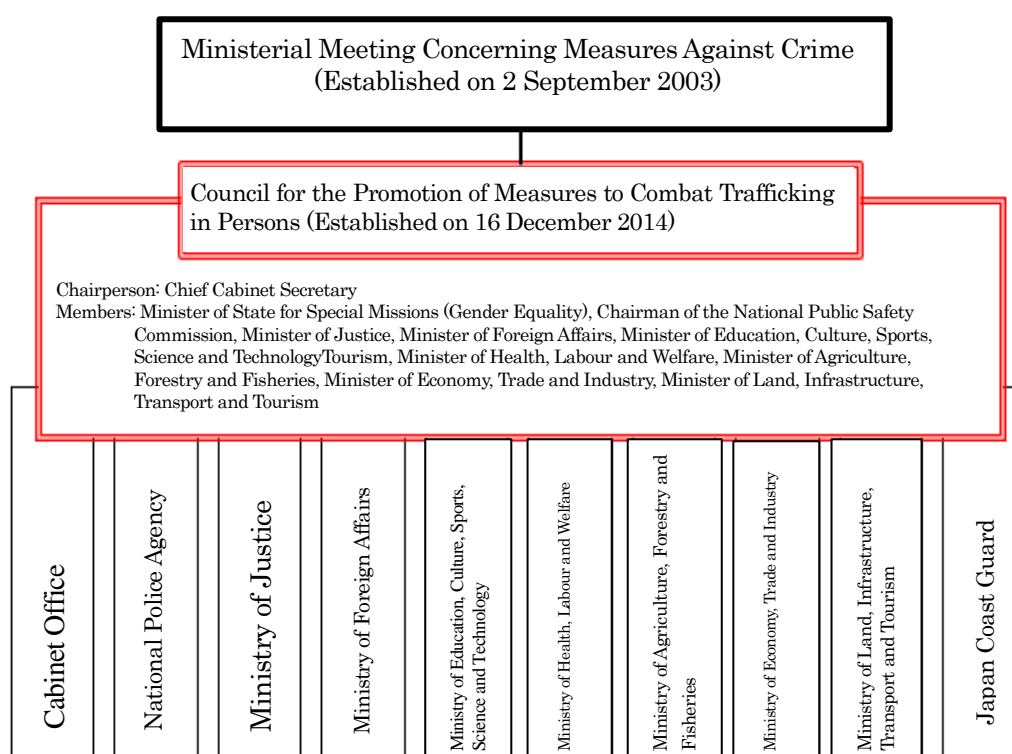 Ministerial Meeting Concerning Measures Against Crime
(Established on 2 September 2003)
Council for the Promotion of Measures to Combat Trafficking
in Persons (Established on 16 December 2014)
Chairperson: Chief Cabinet Secretary
Members: Minister of State for Special Missions (Gender Equality), Chairman of the National Public Safety
Commission, Minister of Justice, Minister of Foreign Affairs, Minister of Education, Culture, Sports,
Science and TechnologyTourism, Minister of Health, Labour and Welfare, Minister of Agriculture,
Forestry and Fisheries, Minister of Economy, Trade and Industry, Minister of Land, Infrastructure,
Transport and Tourism
Cabinet Office
National Police Agency
Ministry of Justice
Ministry of Foreign Affairs
Ministry of Education, Culture, Sports,
Science and Technology
Ministry of Health, Labour and Welfare
Ministry of Agriculture, Forestry and
Fisheries
Ministry of Economy, Trade and Industry
Ministry of Land, Infrastructure,
Transport and Tourism
Japan Coast Guard